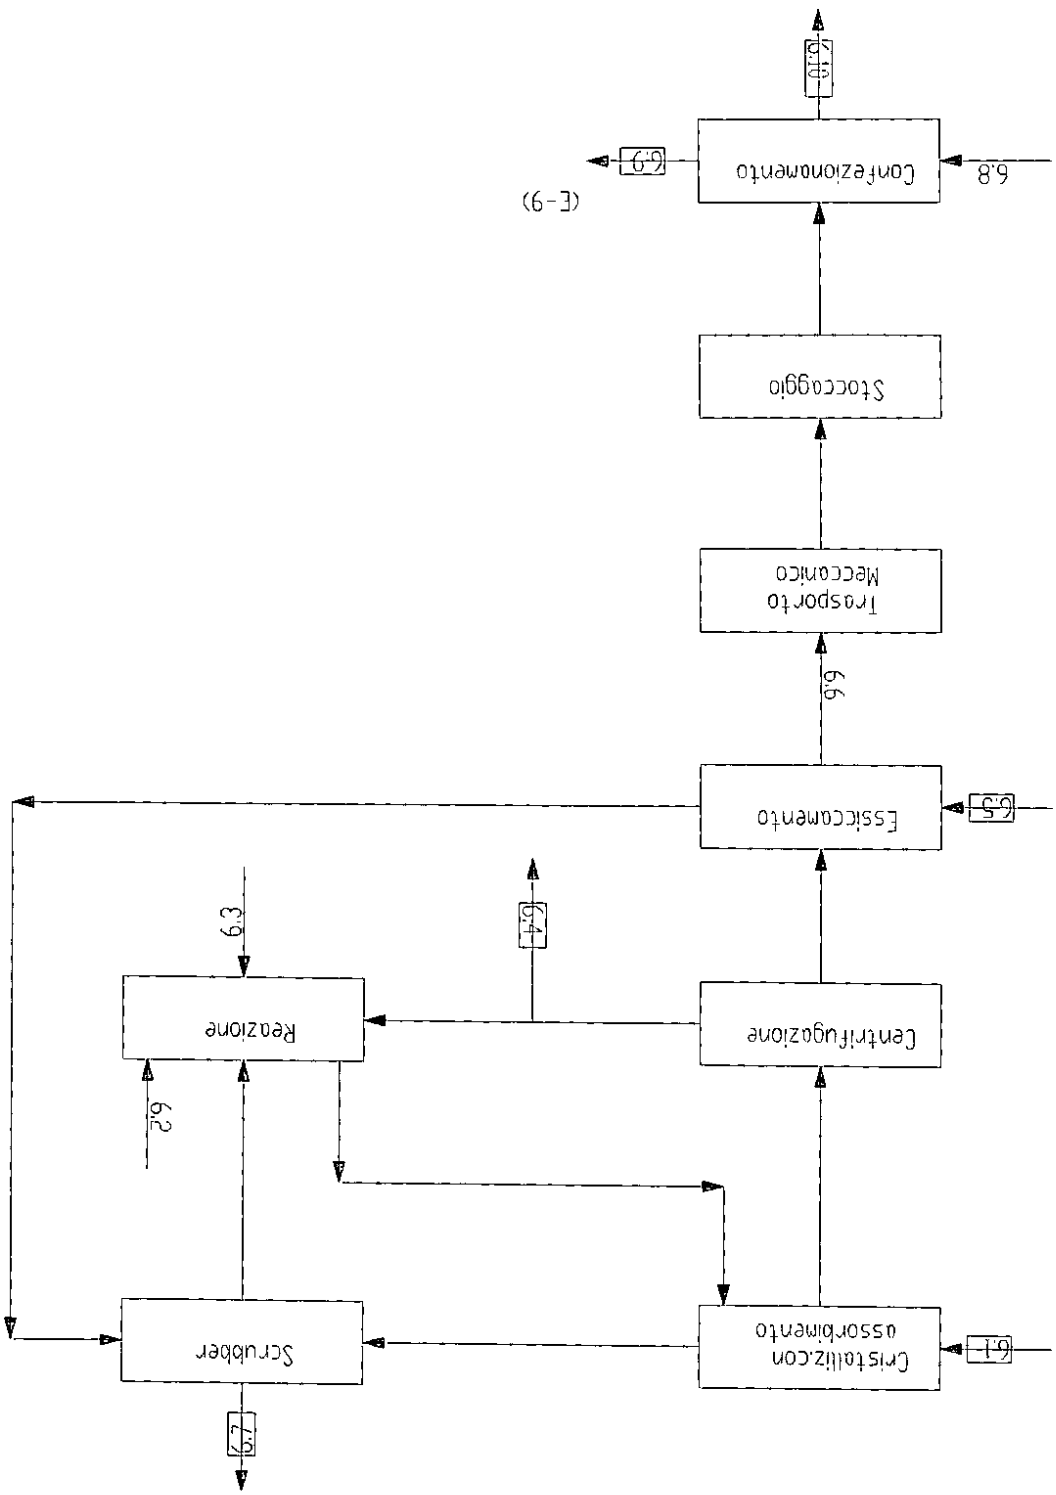 6.1
Cristalliz.con
assorbimento
Scrubber
6.7
6.2
Centrifugazione
Reazione
6.4
6.3
6.5
Essiccamento
6.6
Trasporto
Meccanico
Stoccaggio
6.8
Confezionamento
6.9
(E-9)
6.10